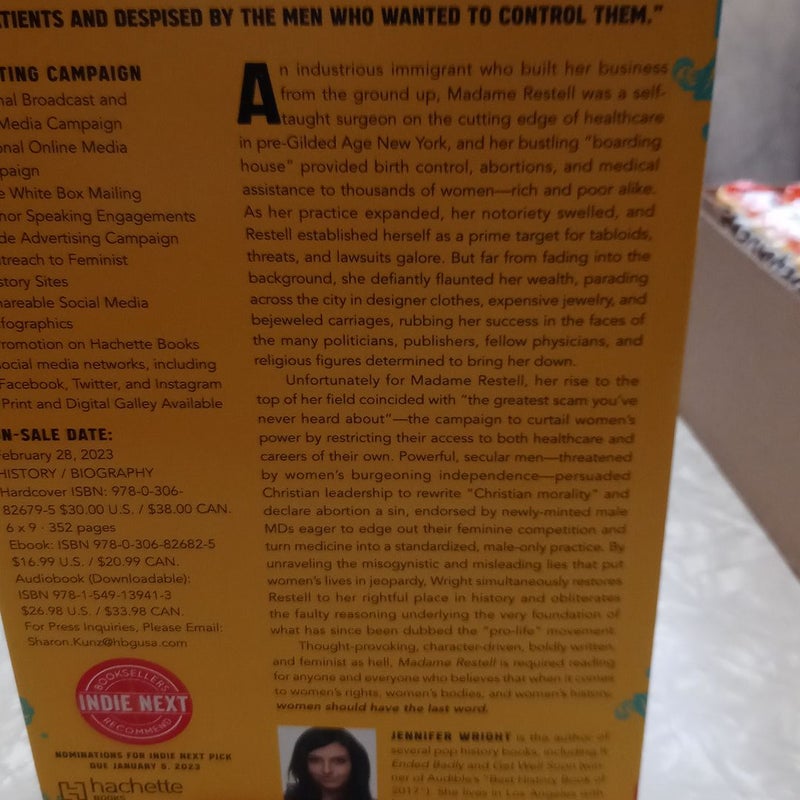 TIENTS AND DESPISED BY THE MEN WHO WANTED TO CONTROL THEM."
TING CAMPAIGN
nal Broadcast and
Media Campaign
onal Online Media
paign
e White Box Mailing
hor Speaking Engagements
de Advertising Campaign
utreach to Feminist
story Sites
hareable Social Media
fographics
romotion on Hachette Books
social media networks, including
Facebook, Twitter, and Instagram
Print and Digital Galley Available
N-SALE DATE:
February 28, 2023
HISTORY / BIOGRAPHY
Hardcover ISBN: 978-0-306-
82679-5 $30.00 U.S. / $38.00 CAN.
6 x 9 · 352 pages
Ebook: ISBN 978-0-306-82682-5
$16.99 U.S. / $20.99 CAN.
Audiobook (Downloadable):
ISBN 978-1-549-13941-3
$26.98 U.S. / $33.98 CAN.
For Press Inquiries, Please Email:
Sharon.Kunz@hbgusa.com
BOOKSELLERS
INDIE NEXT
RECOMMEND
NOMINATIONS FOR INDIE NEXT PICK
DUE JANUARY 6, 2023
hachette
BOOKS
An industrious immigrant who built her business
from the ground up, Madame Restell was a self-
taught surgeon on the cutting edge of healthcare
in pre-Gilded Age New York, and her bustling "boarding
house" provided birth control, abortions, and medical
assistance to thousands of women—rich and poor alike.
As her practice expanded, her notoriety swelled, and
Restell established herself as a prime target for tabloids,
threats, and lawsuits galore. But far from fading into the
background, she defiantly flaunted her wealth, parading
across the city in designer clothes, expensive jewelry, and
bejeweled carriages, rubbing her success in the faces of
the many politicians, publishers, fellow physicians, and
religious figures determined to bring her down.
Unfortunately for Madame Restell, her rise to the
top of her field coincided with "the greatest scam you've
never heard about"—the campaign to curtail women's
power by restricting their access to both healthcare and
careers of their own. Powerful, secular men—threatened
by women's burgeoning independence—persuaded
Christian leadership to rewrite "Christian morality" and
declare abortion a sin, endorsed by newly-minted male
MDs eager to edge out their feminine competition and
turn medicine into a standardized, male-only practice. By
unraveling the misogynistic and misleading lies that put
women's lives in jeopardy, Wright simultaneously restores
Restell to her rightful place in history and obliterates
the faulty reasoning underlying the very foundation of
what has since been dubbed the "pro-life" movement.
Thought-provoking, character-driven, boldly written,
and feminist as hell, Madame Restell is required reading
for anyone and everyone who believes that when it comes
to women's rights, women's bodies, and women's history,
women should have the last word.
JENNIFER WRIGHT is the author of
several pop history books, including It
Ended Badly and Get Well Soon (win-
ner of Audible's "Best History Book of
2017"). She lives in Los Angeles with